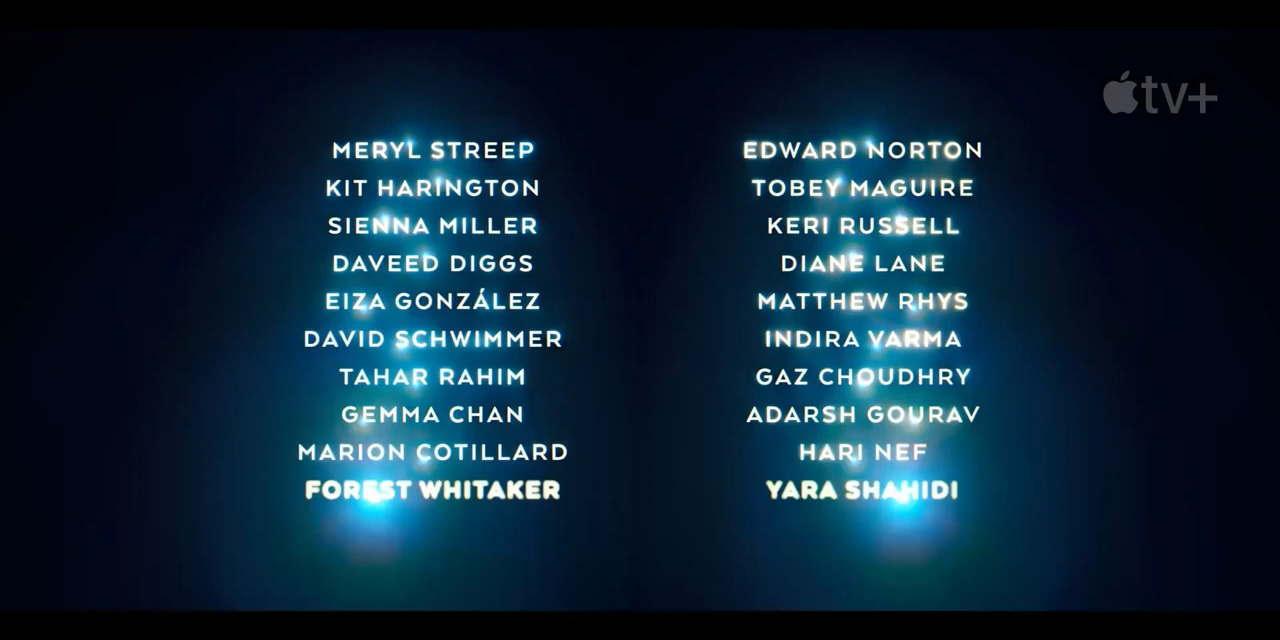 tv+
MERYL STREEP
KIT HARINGTON
SIENNA MILLER
DAVEED DIGGS
EIZA GONZÁLEZ
DAVID SCHWIMMER
TAHAR RAHIM
GEMMA CHAN
MARION COTILLARD
FOREST WHITAKER
EDWARD NORTON
TOBEY MAGUIRE
KERI RUSSELL
DIANE LANE
MATTHEW RHYS
INDIRA VARMA
GAZ CHOUDHRY
ADARSH GOURAV
HARI NEF
YARA SHAHIDI